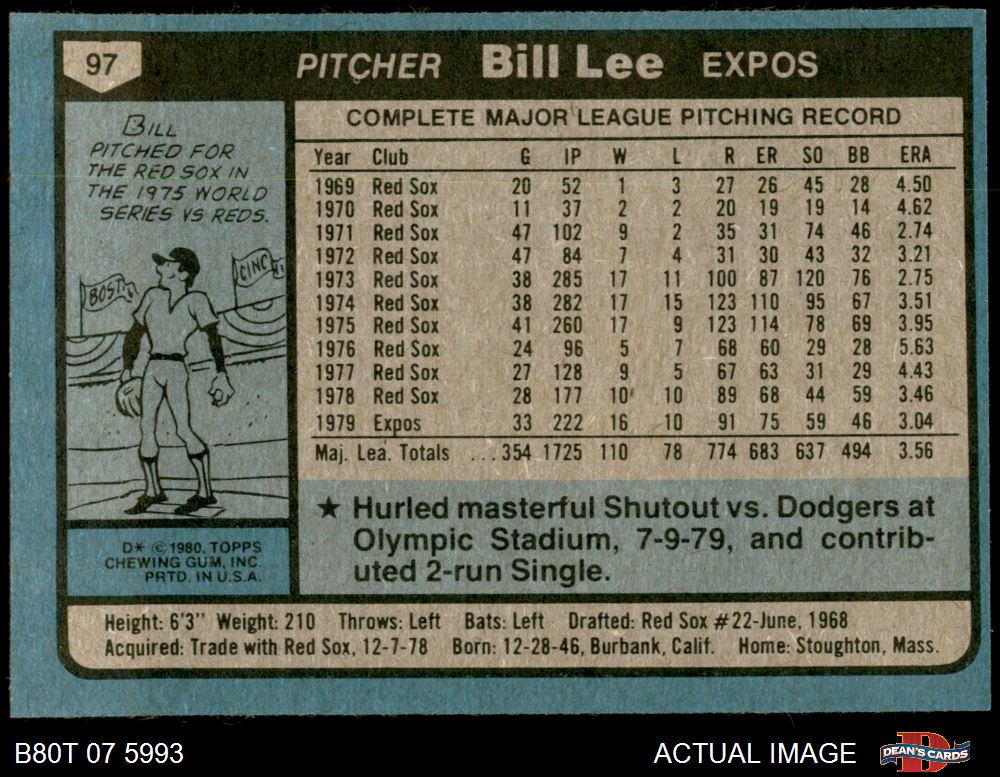 97
PITCHER Bill Lee EXPOS
BILL
PITCHED FOR
THE RED SOX IN
THE 1975 WORLD
SERIES VS REDS.
BOST
CINCI
D* © 1980, TOPPS
CHEWING GUM, INC.
PRTD. IN U.S.A.
COMPLETE MAJOR LEAGUE PITCHING RECORD
Year Club G IP W L R ER SO BB ERA
1969 Red Sox 20 52 1 3 27 26 45 28 4.50
1970 Red Sox 11 37 2 2 20 19 19 14 4.62
1971 Red Sox 47 102 9 2 35 31 74 46 2.74
1972 Red Sox 47 84 7 4 31 30 43 32 3.21
1973 Red Sox 38 285 17 11 100 87 120 76 2.75
1974 Red Sox 38 282 17 15 123 110 95 67 3.51
1975 Red Sox 41 260 17 9 123 114 78 69 3.95
1976 Red Sox 24 96 5 7 68 60 29 28 5.63
1977 Red Sox 27 128 9 5 67 63 31 29 4.43
1978 Red Sox 28 177 10 10 89 68 44 59 3.46
1979 Expos 33 222 16 10 91 75 59 46 3.04
Maj. Lea. Totals ...354 1725 110 78 774 683 637 494 3.56
★ Hurled masterful Shutout vs. Dodgers at
Olympic Stadium, 7-9-79, and contrib-
uted 2-run Single.
Height: 6'3" Weight: 210 Throws: Left Bats: Left Drafted: Red Sox #22-June, 1968
Acquired: Trade with Red Sox, 12-7-78 Born: 12-28-46, Burbank, Calif. Home: Stoughton, Mass.
B80T 07 5993
ACTUAL IMAGE
DEAN'S CARDS